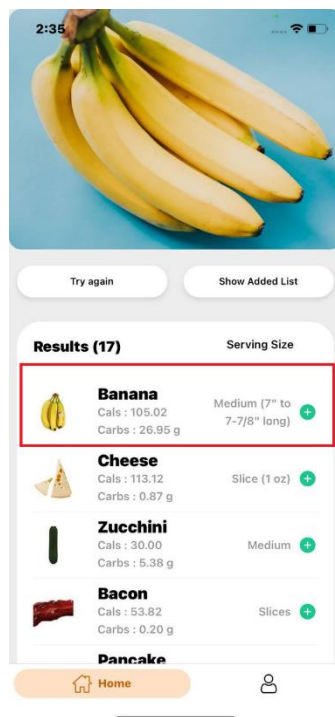 2:35
Try again
Show Added List
Results (17)
Serving Size
Banana
Cals : 105.02
Carbs : 26.95 g
Medium (7" to
7-7/8" long)
Cheese
Cals : 113.12
Carbs : 0.87 g
Slice (1 oz)
Zucchini
Cals : 30.00
Carbs : 5.38 g
Medium
Bacon
Cals : 53.82
Carbs : 0.20 g
Slices
Pancake
Home